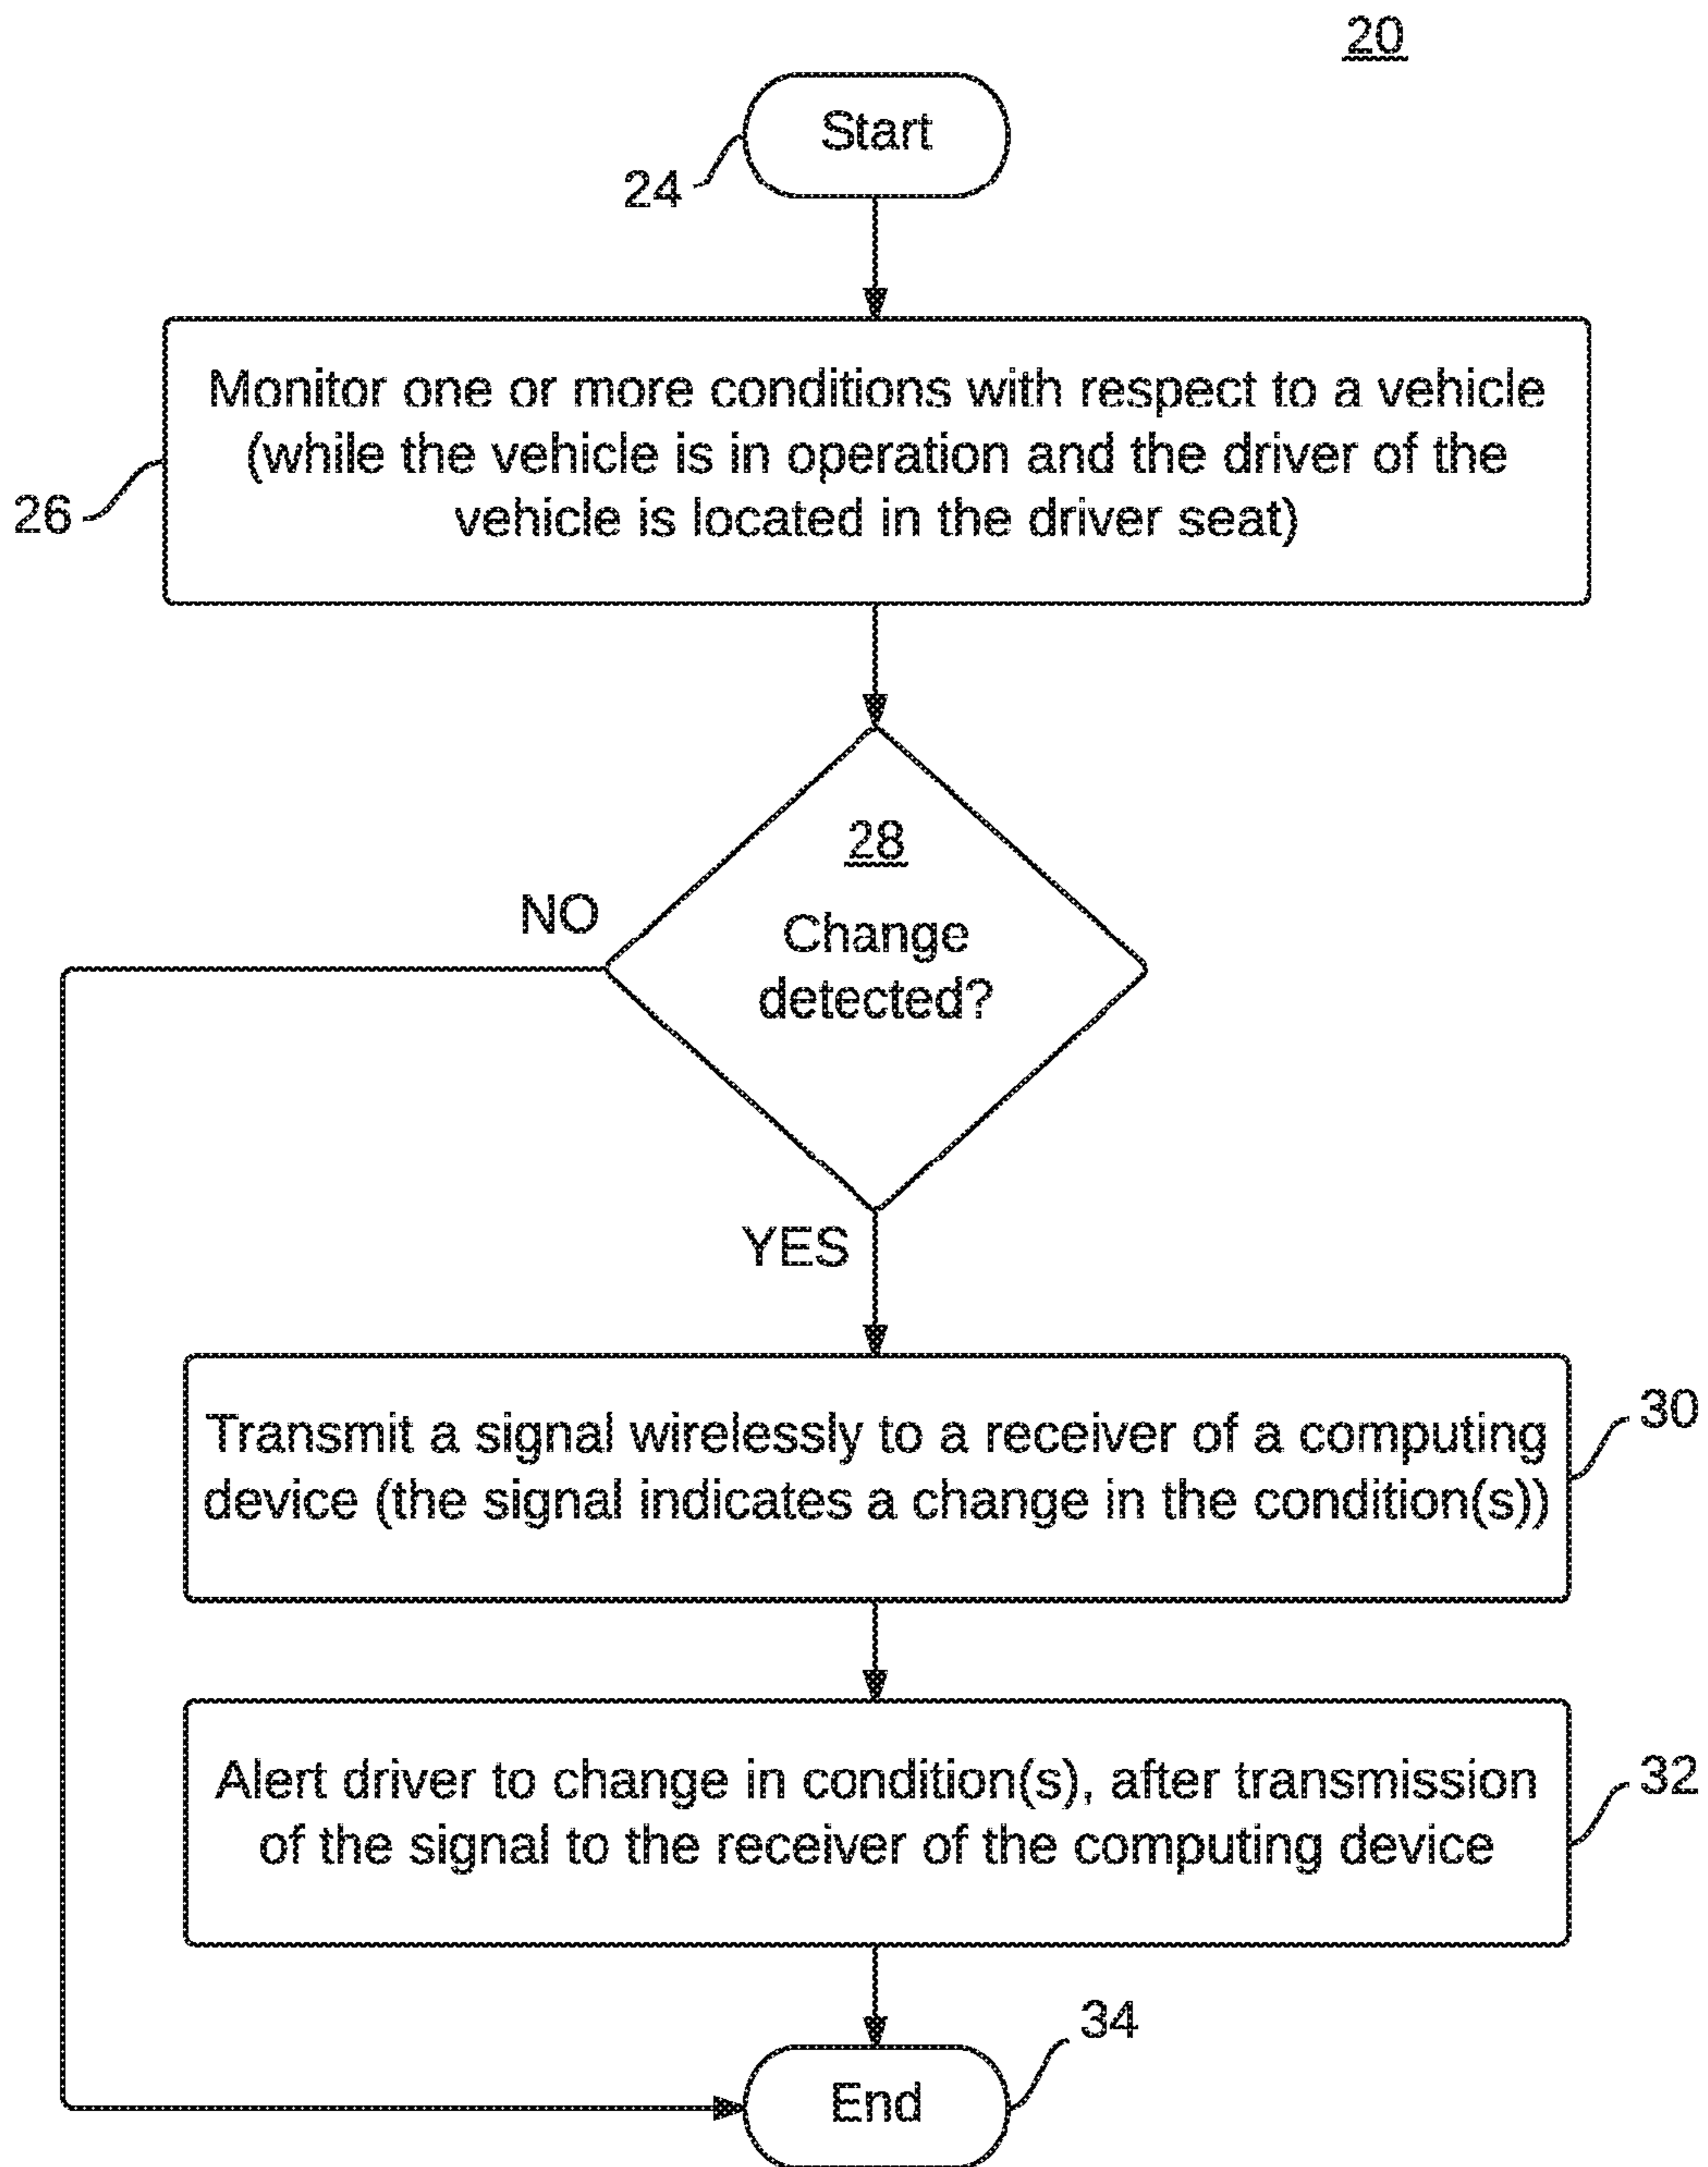 20
Start
24
Monitor one or more conditions with respect to a vehicle
(while the vehicle is in operation and the driver of the
vehicle is located in the driver seat)
26
28
Change
detected?
NO
YES
Transmit a signal wirelessly to a receiver of a computing
device (the signal indicates a change in the condition(s))
30
Alert driver to change in condition(s), after transmission
of the signal to the receiver of the computing device
32
34
End